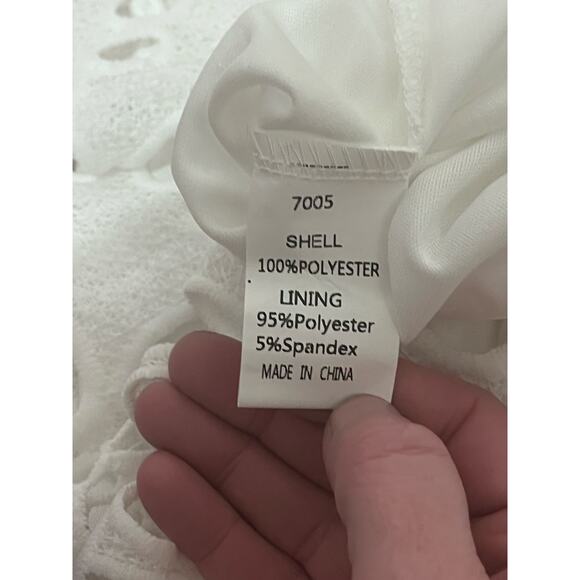 7005
SHELL
100%POLYESTER
LINING
95%Polyester
5%Spandex
MADE IN CHINA